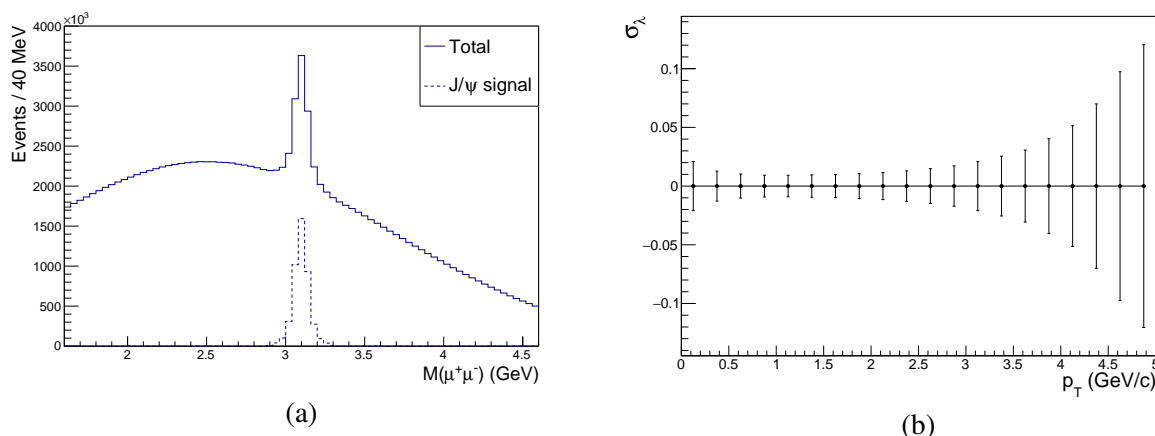 ×10³
4000
3500
3000
2500
2000
1500
1000
500
0
Events / 40 MeV
Total
J/ψ signal
2 2.5 3 3.5 4 4.5
M(μ⁺μ⁻) (GeV)
(a)
σλ
0.1
0.05
0
−0.05
−0.1
0 0.5 1 1.5 2 2.5 3 3.5 4 4.5 5
p_T (GeV/c)
(b)